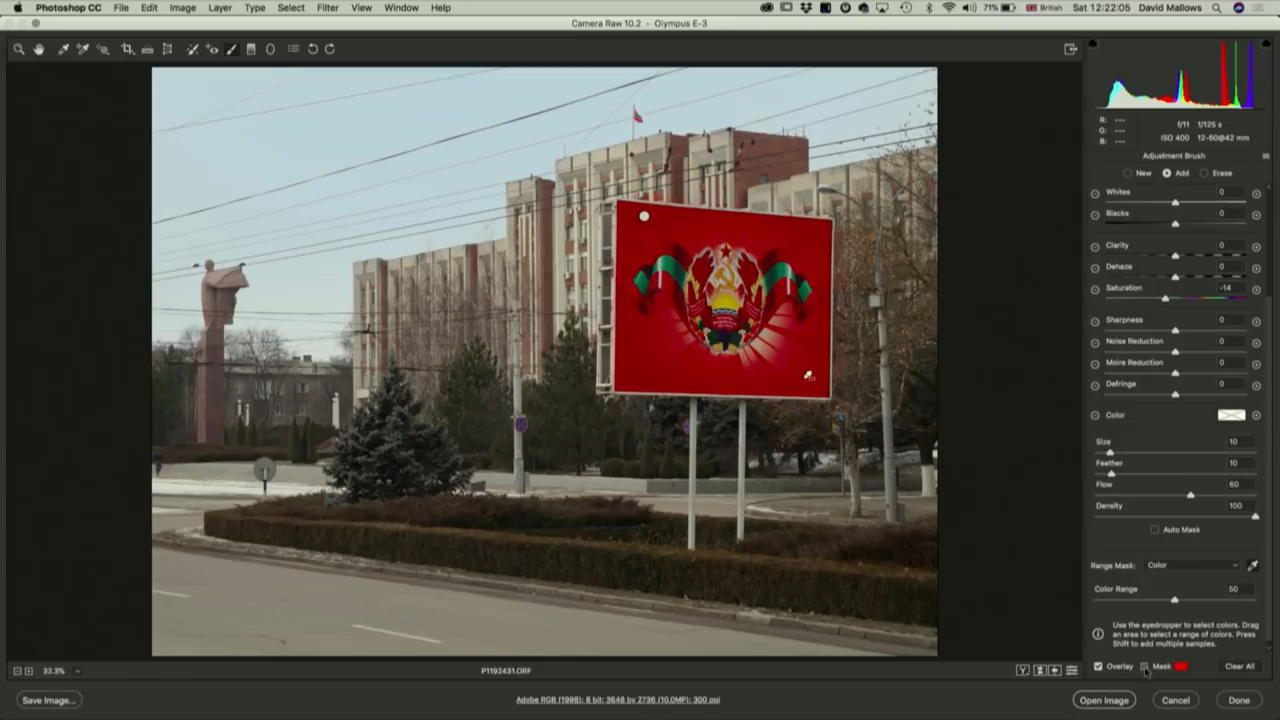 Photoshop CC File Edit Image Layer Type Select Filter 3D View Window Help 71% British Sat 12:22:05 David Mallows
Camera Raw 10.2 - Olympus E-3
R: --- f/11 1/125 s
G: ---
B: --- ISO 400 12-60@42 mm
Adjustment Brush
New Add Erase
Whites 0
Blacks 0
Clarity 0
Dehaze 0
Saturation -14
Sharpness 0
Noise Reduction 0
Moire Reduction 0
Defringe 0
Color
Size 10
Feather 10
Flow 60
Density 100
Auto Mask
Range Mask: Color
Color Range 50
Use the eyedropper to select colors. Drag
an area to select a range of colors. Press
Shift to add multiple samples.
Overlay Mask Clear All
32.3% P1192431.ORF Y
Save Image... Adobe RGB (1998); 8 bit; 3648 by 2736 (10.0MP); 300 ppi Open Image Cancel Done